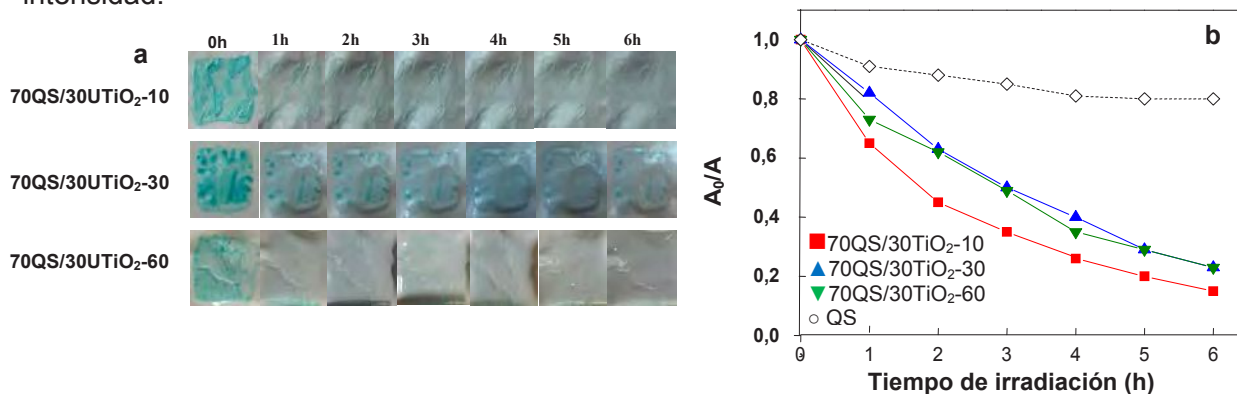 intensidad.
a
0h 1h 2h 3h 4h 5h 6h
70QS/30UTiO₂-10
70QS/30UTiO₂-30
70QS/30UTiO₂-60
b
1,0
0,8
0,6
0,4
0,2
0,0
A₀/A
70QS/30TiO₂-10
70QS/30TiO₂-30
70QS/30TiO₂-60
QS
0 1 2 3 4 5 6
Tiempo de irradiación (h)